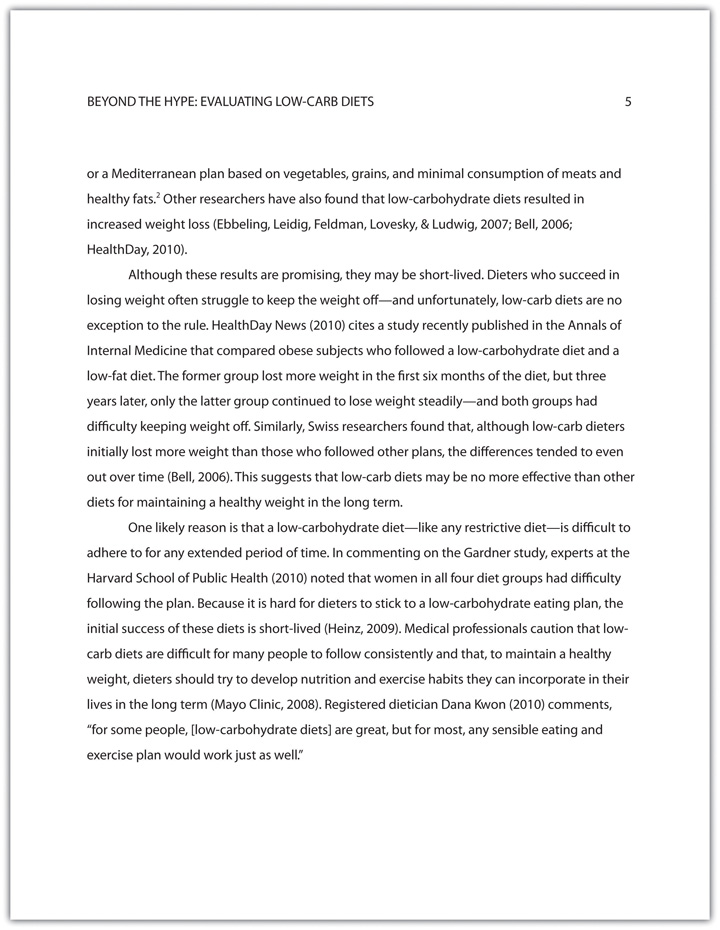 BEYOND THE HYPE: EVALUATING LOW-CARB DIETS 5
or a Mediterranean plan based on vegetables, grains, and minimal consumption of meats and
healthy fats.² Other researchers have also found that low-carbohydrate diets resulted in
increased weight loss (Ebbeling, Leidig, Feldman, Lovesky, & Ludwig, 2007; Bell, 2006;
HealthDay, 2010).
Although these results are promising, they may be short-lived. Dieters who succeed in
losing weight often struggle to keep the weight off—and unfortunately, low-carb diets are no
exception to the rule. HealthDay News (2010) cites a study recently published in the Annals of
Internal Medicine that compared obese subjects who followed a low-carbohydrate diet and a
low-fat diet. The former group lost more weight in the first six months of the diet, but three
years later, only the latter group continued to lose weight steadily—and both groups had
difficulty keeping weight off. Similarly, Swiss researchers found that, although low-carb dieters
initially lost more weight than those who followed other plans, the differences tended to even
out over time (Bell, 2006). This suggests that low-carb diets may be no more effective than other
diets for maintaining a healthy weight in the long term.
One likely reason is that a low-carbohydrate diet—like any restrictive diet—is difficult to
adhere to for any extended period of time. In commenting on the Gardner study, experts at the
Harvard School of Public Health (2010) noted that women in all four diet groups had difficulty
following the plan. Because it is hard for dieters to stick to a low-carbohydrate eating plan, the
initial success of these diets is short-lived (Heinz, 2009). Medical professionals caution that low-
carb diets are difficult for many people to follow consistently and that, to maintain a healthy
weight, dieters should try to develop nutrition and exercise habits they can incorporate in their
lives in the long term (Mayo Clinic, 2008). Registered dietician Dana Kwon (2010) comments,
“for some people, [low-carbohydrate diets] are great, but for most, any sensible eating and
exercise plan would work just as well.”